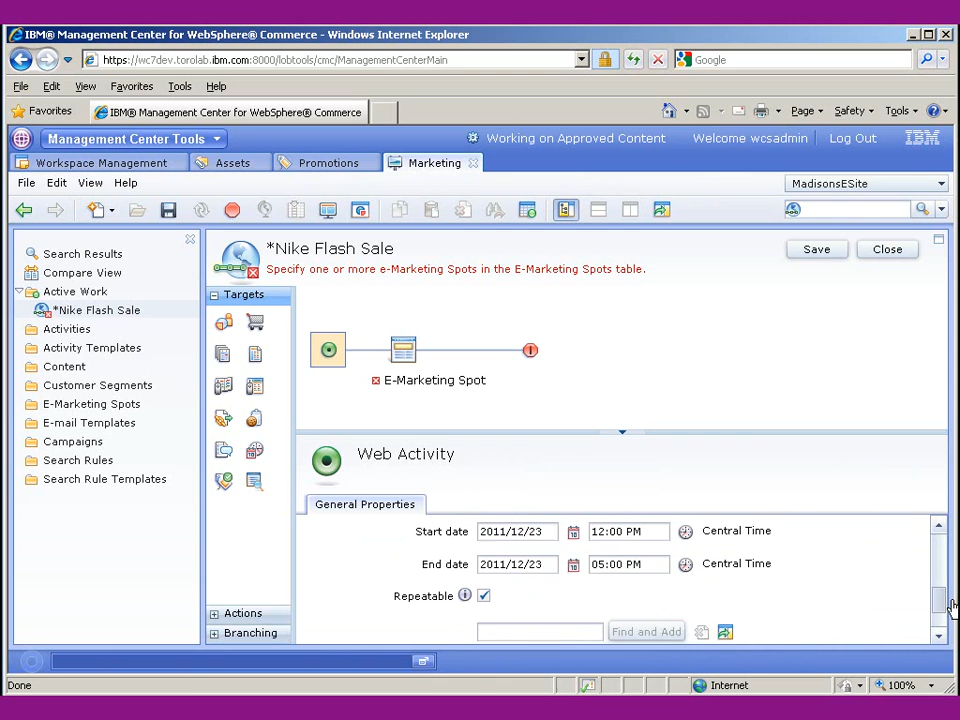 IBM® Management Center for WebSphere® Commerce - Windows Internet Explorer
https://wc7dev.torolab.ibm.com:8000/lobtools/cmc/ManagementCenterMain
Google
File Edit View Favorites Tools Help
Favorites
IBM® Management Center for WebSphere® Commerce
Page Safety Tools
Management Center Tools
Working on Approved Content
Welcome wcsadmin
Log Out
IBM
Workspace Management
Assets
Promotions
Marketing
File Edit View Help
MadisonsESite
Search Results
Compare View
Active Work
*Nike Flash Sale
Activities
Activity Templates
Content
Customer Segments
E-Marketing Spots
E-mail Templates
Campaigns
Search Rules
Search Rule Templates
*Nike Flash Sale
Specify one or more e-Marketing Spots in the E-Marketing Spots table.
Save
Close
Targets
E-Marketing Spot
Web Activity
General Properties
Start date 2011/12/23 10 12:00 PM Central Time
End date 2011/12/23 10 05:00 PM Central Time
Repeatable
Find and Add
Actions
Branching
Done
Internet
100%